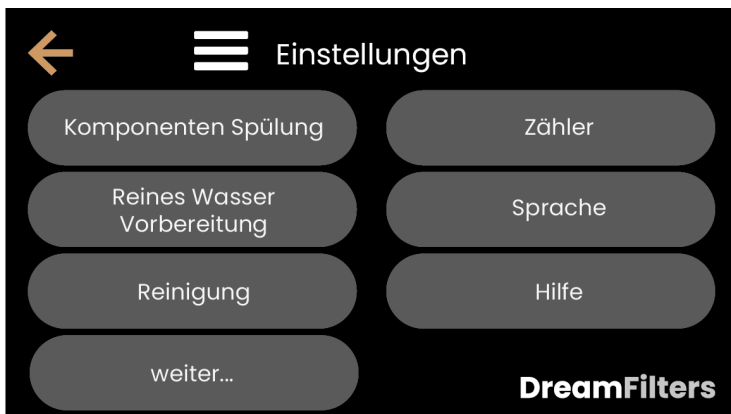 Einstellungen
Komponenten Spülung
Zähler
Reines Wasser
Vorbereitung
Sprache
Reinigung
Hilfe
weiter...
DreamFilters